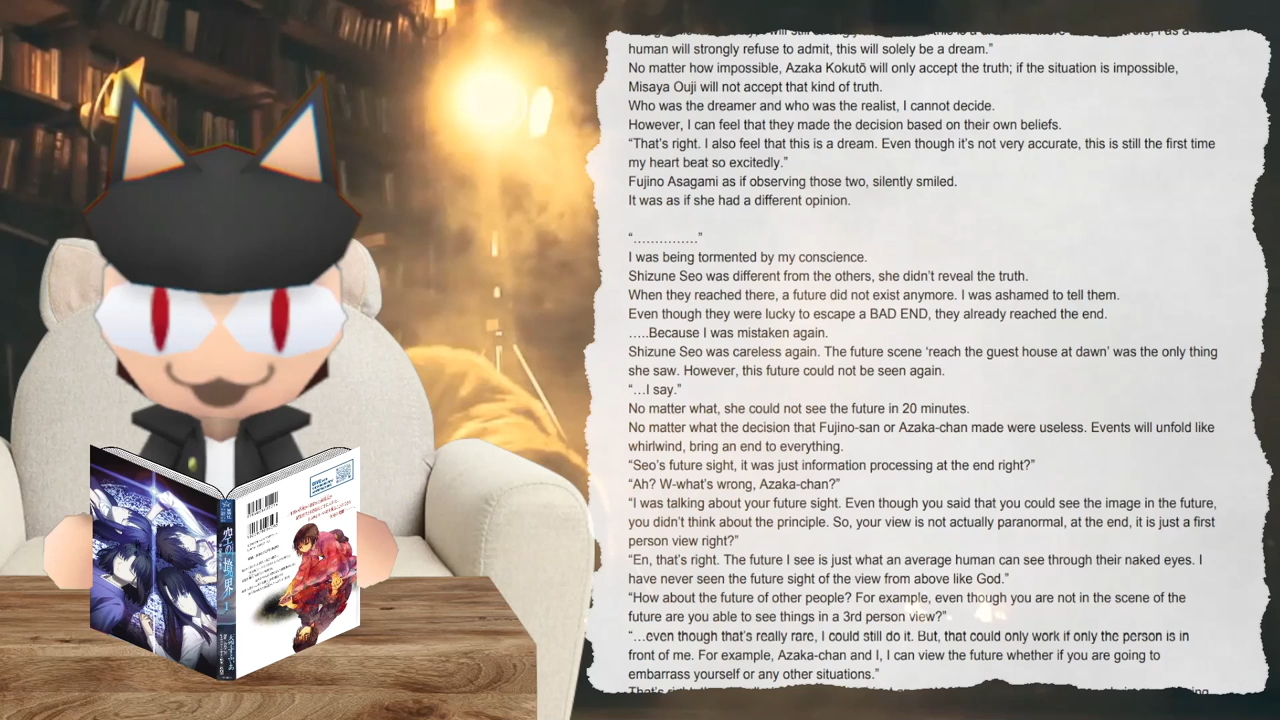 human will strongly refuse to admit, this will solely be a dream.”
No matter how impossible, Azaka Kokutō will only accept the truth; if the situation is impossible,
Misaya Ouji will not accept that kind of truth.
Who was the dreamer and who was the realist, I cannot decide.
However, I can feel that they made the decision based on their own beliefs.
“That’s right. I also feel that this is a dream. Even though it’s not very accurate, this is still the first time
my heart beat so excitedly.”
Fujino Asagami as if observing those two, silently smiled.
It was as if she had a different opinion.
“……………”
I was being tormented by my conscience.
Shizune Seo was different from the others, she didn’t reveal the truth.
When they reached there, a future did not exist anymore. I was ashamed to tell them.
Even though they were lucky to escape a BAD END, they already reached the end.
…..Because I was mistaken again.
Shizune Seo was careless again. The future scene ‘reach the guest house at dawn’ was the only thing
she saw. However, this future could not be seen again.
“…I say.”
No matter what, she could not see the future in 20 minutes.
No matter what the decision that Fujino-san or Azaka-chan made were useless. Events will unfold like
whirlwind, bring an end to everything.
“Seo’s future sight, it was just information processing at the end right?”
“Ah? W-what’s wrong, Azaka-chan?”
“I was talking about your future sight. Even though you said that you could see the image in the future,
you didn’t think about the principle. So, your view is not actually paranormal, at the end, it is just a first
person view right?”
“En, that’s right. The future I see is just what an average human can see through their naked eyes. I
have never seen the future sight of the view from above like God.”
“How about the future of other people? For example, even though you are not in the scene of the
future are you able to see things in a 3rd person view?”
“…even though that’s really rare, I could still do it. But, that could only work if only the person is in
front of me. For example, Azaka-chan and I, I can view the future whether if you are going to
embarrass yourself or any other situations.”
空の境界
1